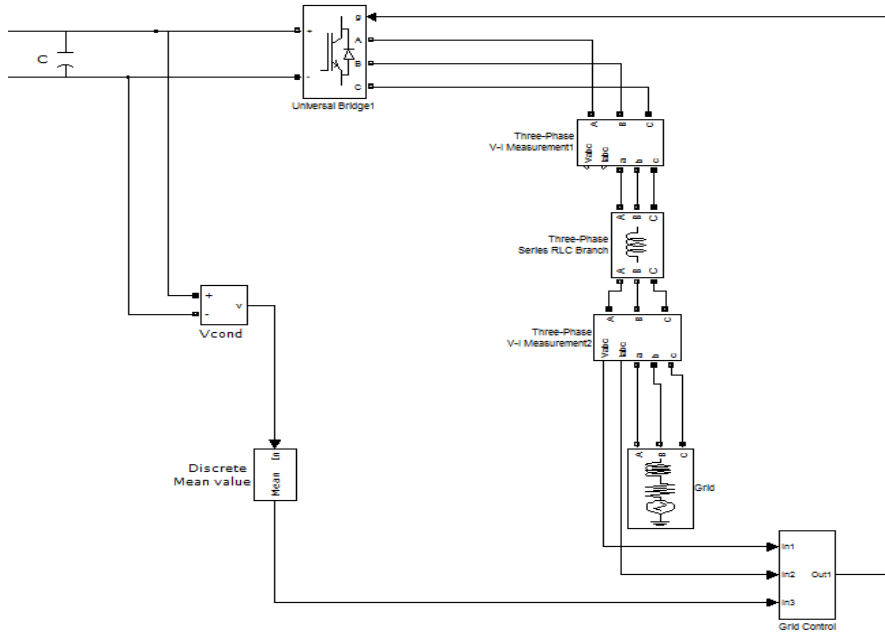 g
+
A
C
B
-
C
Universal Bridge1
A
B
C
Three-Phase
V-I Measurement1
Vabc
Iabc
a
b
c
A
B
C
Three-Phase
Series RLC Branch
A
B
C
+
v
-
Vcond
A
B
C
Three-Phase
V-I Measurement2
Vabc
Iabc
a
b
c
In
Mean
Discrete
Mean value
A
B
C
Grid
In1
In2
Out1
In3
Grid Control